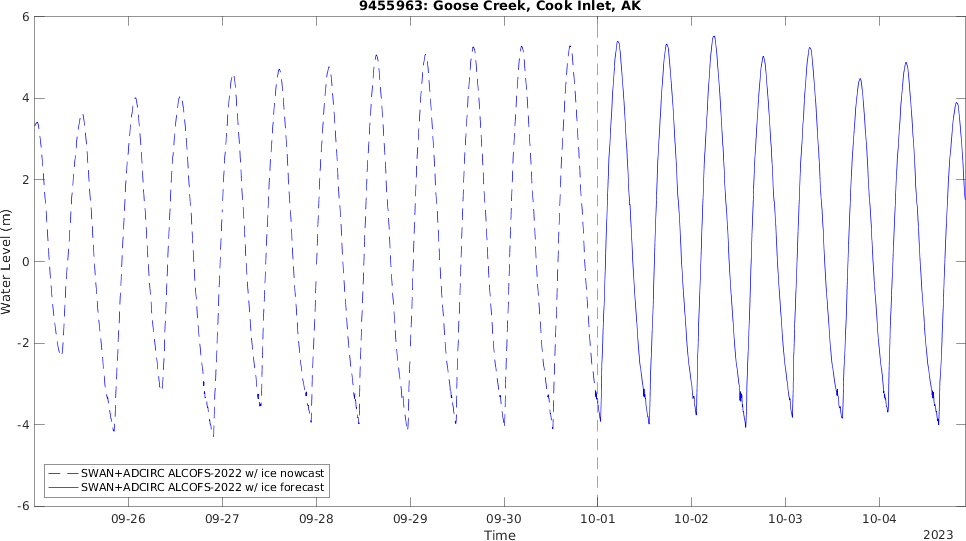 9455963: Goose Creek, Cook Inlet, AK
6
4
2
0
-2
-4
-6
Water Level (m)
SWAN+ADCIRC ALCOFS-2022 w/ ice nowcast
SWAN+ADCIRC ALCOFS-2022 w/ ice forecast
09-26 09-27 09-28 09-29 09-30 10-01 10-02 10-03 10-04
Time
2023